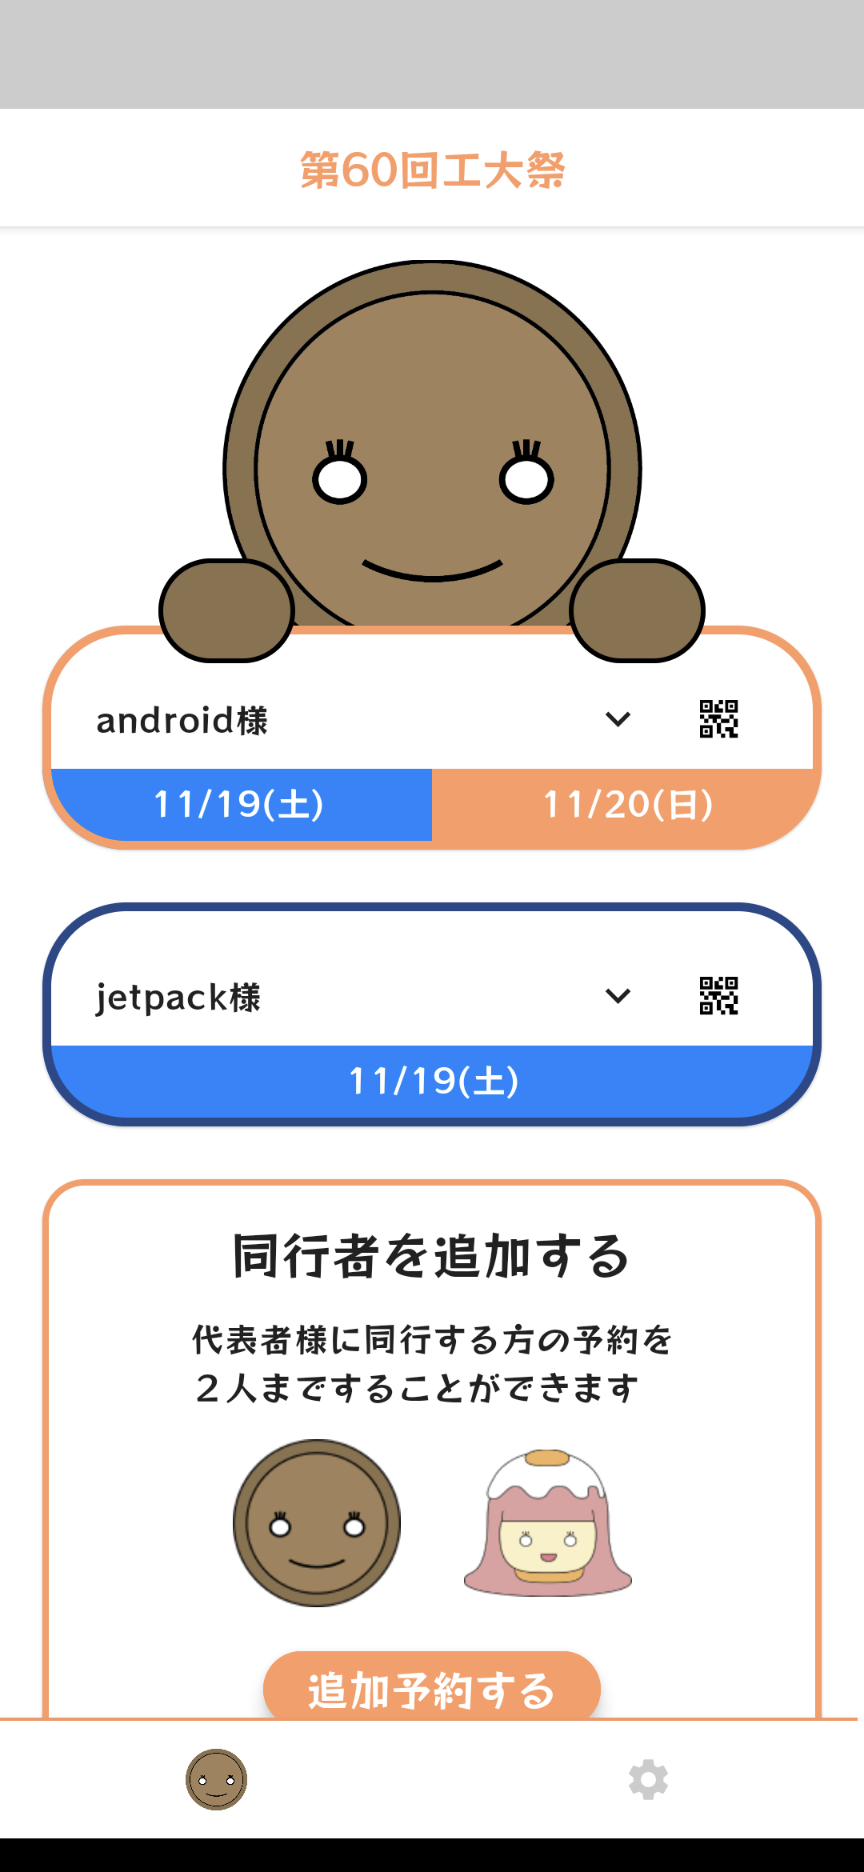 第60回工大祭
android様
11/19(土)
11/20(日)
jetpack様
11/19(土)
同行者を追加する
代表者様に同行する方の予約を
２人まですることができます
追加予約する